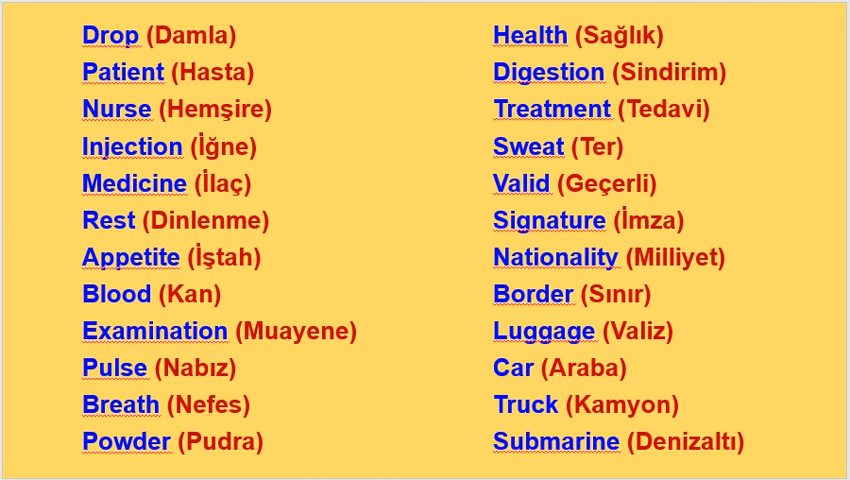 Drop (Damla)
Patient (Hasta)
Nurse (Hemşire)
Injection (İğne)
Medicine (İlaç)
Rest (Dinlenme)
Appetite (İştah)
Blood (Kan)
Examination (Muayene)
Pulse (Nabız)
Breath (Nefes)
Powder (Pudra)
Health (Sağlık)
Digestion (Sindirim)
Treatment (Tedavi)
Sweat (Ter)
Valid (Geçerli)
Signature (İmza)
Nationality (Milliyet)
Border (Sınır)
Luggage (Valiz)
Car (Araba)
Truck (Kamyon)
Submarine (Denizaltı)